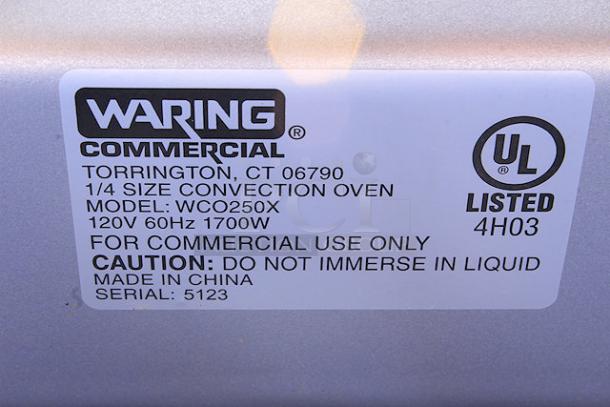 WARING®
COMMERCIAL
TORRINGTON, CT 06790
1/4 SIZE CONVECTION OVEN
MODEL: WCO250X
120V 60Hz 1700W
FOR COMMERCIAL USE ONLY
CAUTION: DO NOT IMMERSE IN LIQUID
MADE IN CHINA
SERIAL: 5123
UL®
LISTED
4H03